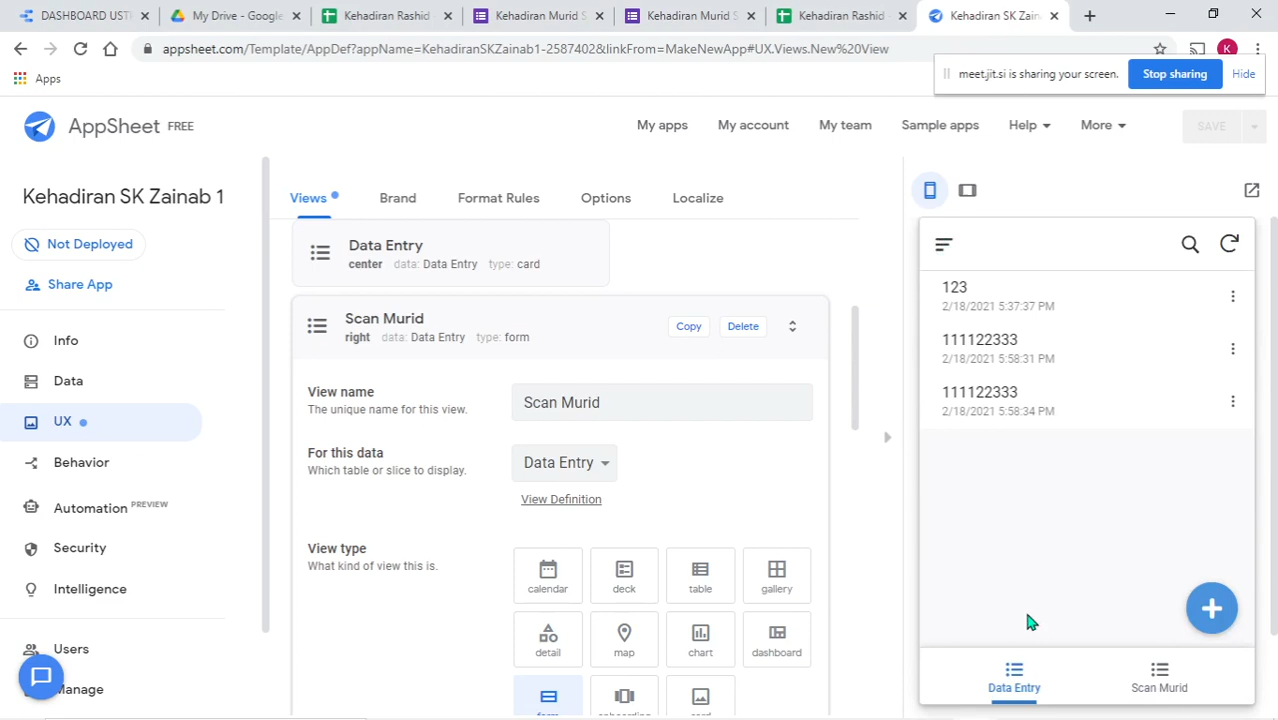 DASHBOARD UST
My Drive - Google
Kehadiran Rashid
Kehadiran Murid S
Kehadiran Murid S
Kehadiran Rashid -
Kehadiran SK Zain
appsheet.com/Template/AppDef?appName=KehadiranSKZainab1-2587402&linkFrom=MakeNewApp#UX.Views.New%20View
K
Apps
meet.jit.si is sharing your screen.
Stop sharing
Hide
AppSheet FREE
My apps
My account
My team
Sample apps
Help
More
SAVE
Kehadiran SK Zainab 1
Not Deployed
Share App
Info
Data
UX
Behavior
Automation PREVIEW
Security
Intelligence
Users
Manage
Views
Brand
Format Rules
Options
Localize
Data Entry
center data: Data Entry type: card
Scan Murid
right data: Data Entry type: form
Copy
Delete
View name
The unique name for this view.
Scan Murid
For this data
Which table or slice to display.
Data Entry
View Definition
View type
What kind of view this is.
calendar
deck
table
gallery
detail
map
chart
dashboard
form
onboarding
card
123
2/18/2021 5:37:37 PM
111122333
2/18/2021 5:58:31 PM
111122333
2/18/2021 5:58:34 PM
Data Entry
Scan Murid